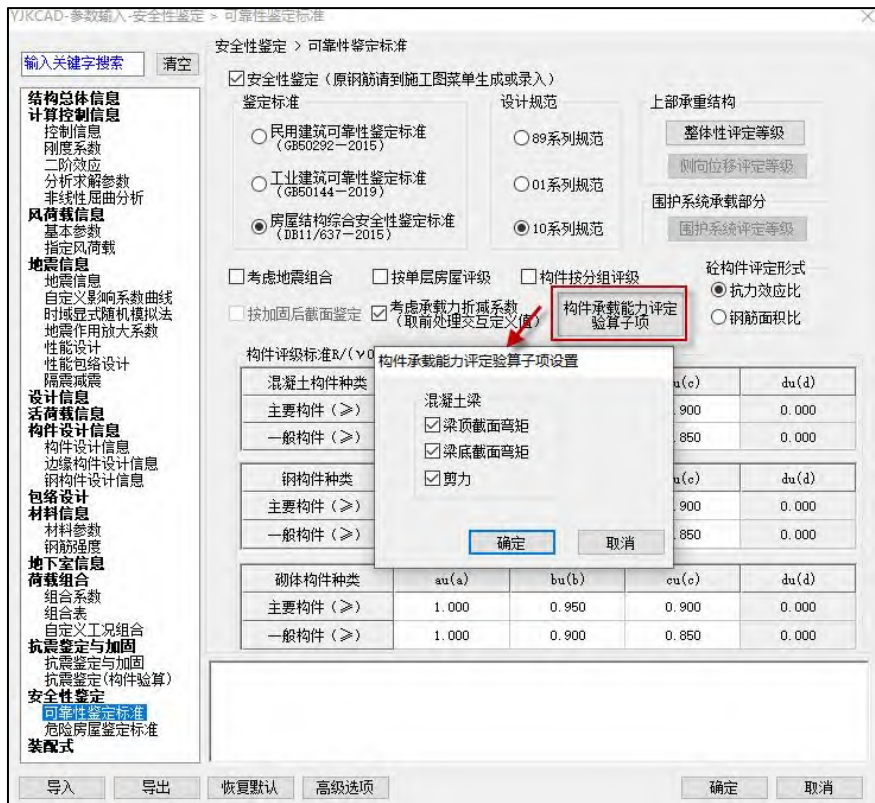 YJKCAD-参数输入-安全性鉴定 > 可靠性鉴定标准
输入关键字搜索
清空
结构总体信息
计算控制信息
控制信息
刚度系数
二阶效应
分析求解参数
非线性屈曲分析
风荷载信息
基本参数
指定风荷载
地震信息
地震信息
自定义影响系数曲线
时域显式随机模拟法
地震作用放大系数
性能设计
性能包络设计
隔震减震
设计信息
活荷载信息
构件设计信息
构件设计信息
边缘构件设计信息
钢构件设计信息
包络设计
材料信息
材料参数
钢筋强度
地下室信息
荷载组合
组合系数
组合表
自定义工况组合
抗震鉴定与加固
抗震鉴定与加固
抗震鉴定(构件验算)
安全性鉴定
可靠性鉴定标准
危险房屋鉴定标准
装配式
安全性鉴定 > 可靠性鉴定标准
安全性鉴定（原钢筋请到施工图菜单生成或录入）
鉴定标准
民用建筑可靠性鉴定标准
（GB50292－2015）
工业建筑可靠性鉴定标准
（GB50144－2019）
房屋结构综合安全性鉴定标准
（DB11/637－2015）
设计规范
89系列规范
01系列规范
10系列规范
上部承重结构
整体性评定等级
侧向位移评定等级
围护系统承载部分
围护系统评定等级
考虑地震组合
按单层房屋评级
构件按分组评级
按加固后截面鉴定
考虑承载力折减系数
（取前处理交互定义值）
构件承载能力评定
验算子项
砼构件评定形式
抗力效应比
钢筋面积比
构件评级标准R/(γ0
混凝土构件种类
du(d)
主要构件（≥）
.900
0.000
一般构件（≥）
.850
0.000
钢构件种类
du(d)
主要构件（≥）
.900
0.000
一般构件（≥）
.850
0.000
砌体构件种类
au(a)
bu(b)
cu(c)
du(d)
主要构件（≥）
1.000
0.950
0.900
0.000
一般构件（≥）
1.000
0.900
0.850
0.000
构件承载能力评定验算子项设置
混凝土梁
梁顶截面弯矩
梁底截面弯矩
剪力
确定
取消
导入
导出
恢复默认
高级选项
确定
取消